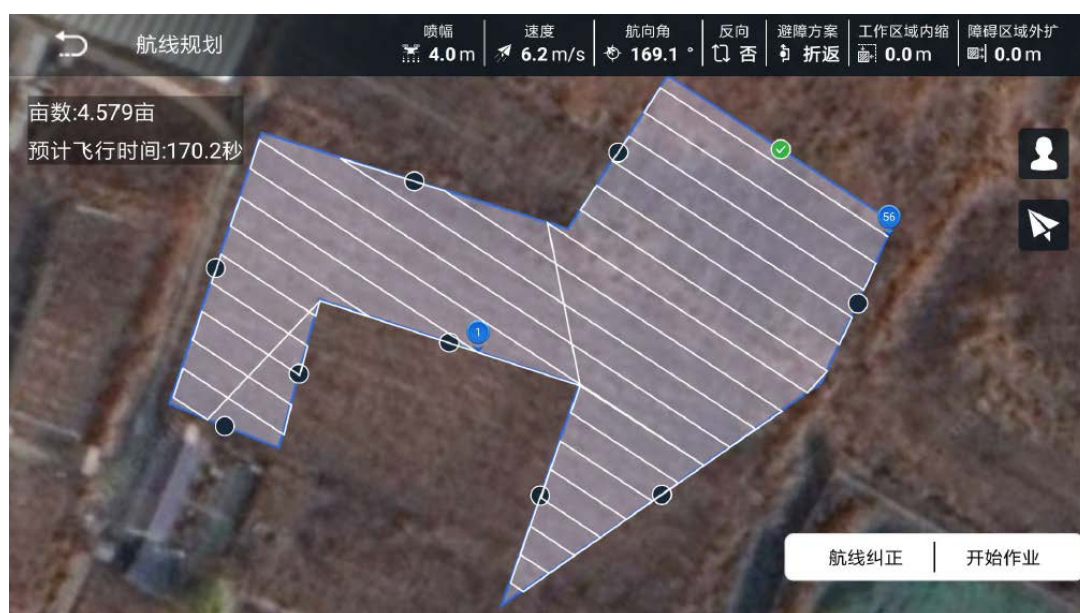 航线规划
喷幅 速度 航向角 反向 避障方案 工作区域内缩 障碍区域外扩
4.0 m 6.2 m/s 169.1 ° 否 折返 0.0 m 0.0 m
亩数:4.579亩
预计飞行时间:170.2秒
56
1
航线纠正 开始作业